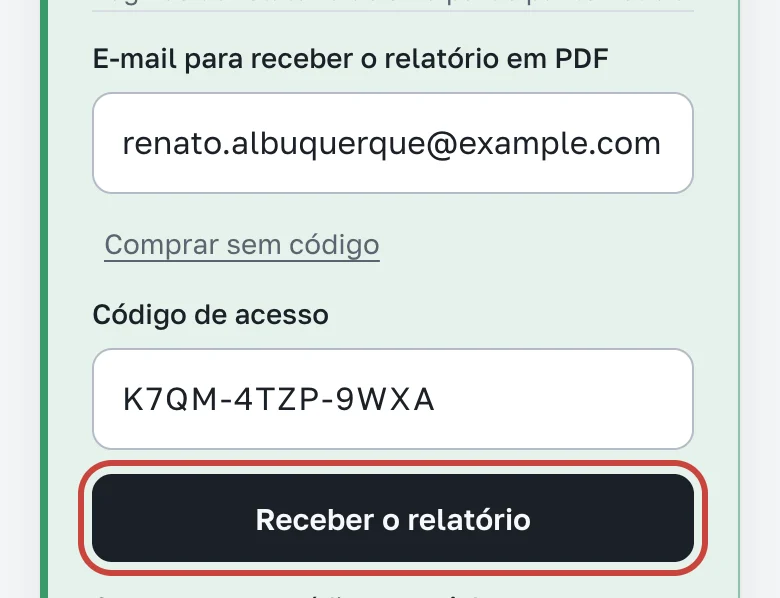 E-mail para receber o relatório em PDF
renato.albuquerque@example.com
Comprar sem código
Código de acesso
K7QM-4TZP-9WXA
Receber o relatório